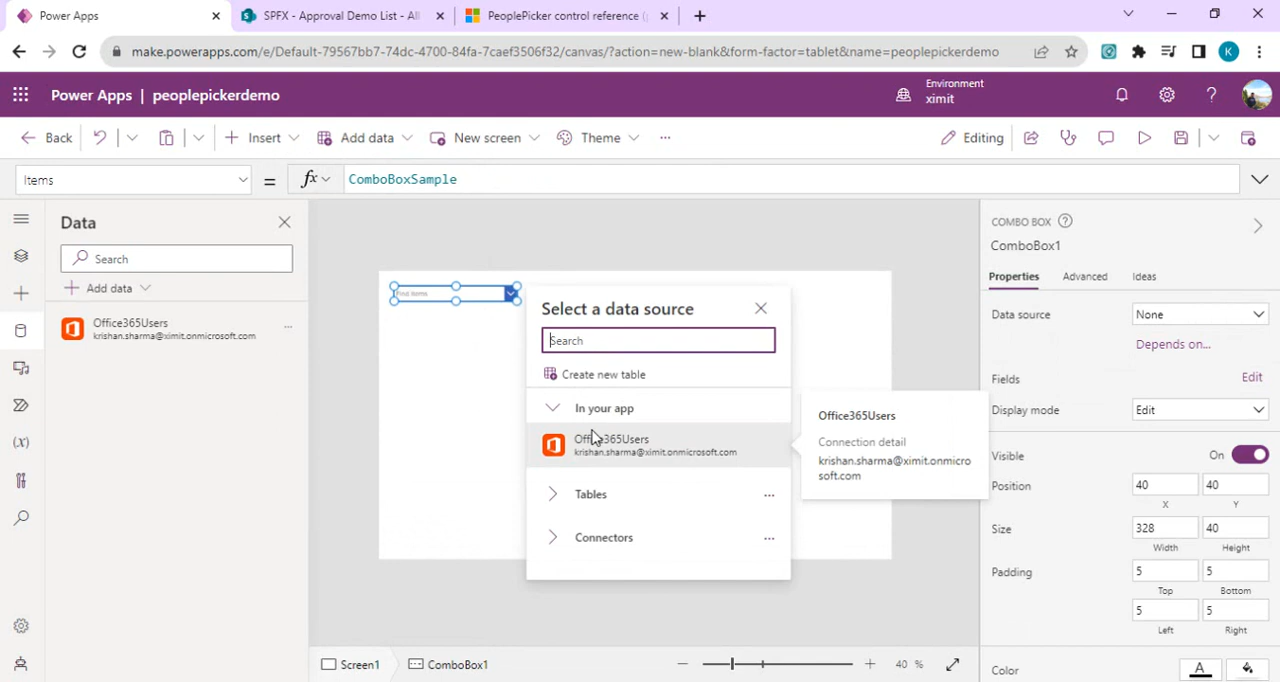 Power Apps
SPFX - Approval Demo List - All
PeoplePicker control reference (
make.powerapps.com/e/Default-79567bb7-74dc-4700-84fa-7caef3506f32/canvas/?action=new-blank&form-factor=tablet&name=peoplepickerdemo
K
Power Apps | peoplepickerdemo
Environment
ximit
Back
Insert
Add data
New screen
Theme
Editing
Items
=
fx
ComboBoxSample
Data
Search
Add data
Office365Users
krishan.sharma@ximit.onmicrosoft.com
Find items
Select a data source
Search
Create new table
In your app
Office365Users
krishan.sharma@ximit.onmicrosoft.com
Tables
Connectors
Office365Users
Connection detail
krishan.sharma@ximit.onmicro
soft.com
COMBO BOX
ComboBox1
Properties
Advanced
Ideas
Data source
None
Depends on...
Fields
Edit
Display mode
Edit
Visible
On
Position
40
40
X
Y
Size
328
40
Width
Height
Padding
5
5
Top
Bottom
5
5
Left
Right
Color
A
Screen1
ComboBox1
40 %